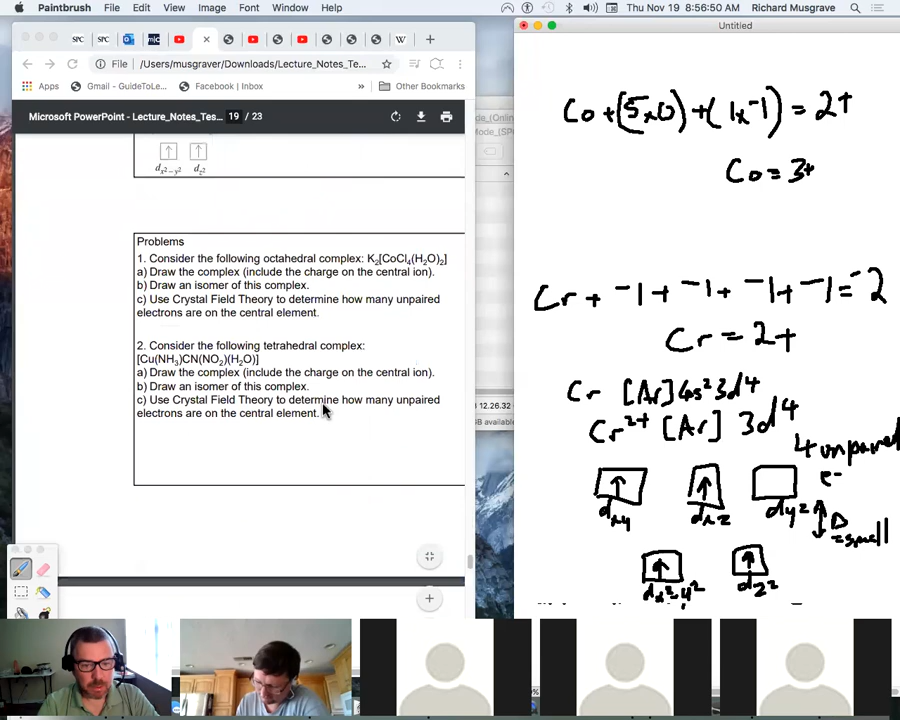 Paintbrush File Edit View Image Font Window Help Thu Nov 19 8:56:50 AM Richard Musgrave
Untitled
File /Users/musgraver/Downloads/Lecture_Notes_Te...
Apps Gmail - GuideToLe... Facebook | Inbox » Other Bookmarks
Microsoft PowerPoint - Lecture_Notes_Tes... 19 / 23
dx²-y² dz²
Problems
1. Consider the following octahedral complex: K₂[CoCl₄(H₂O)₂]
a) Draw the complex (include the charge on the central ion).
b) Draw an isomer of this complex.
c) Use Crystal Field Theory to determine how many unpaired
electrons are on the central element.
2. Consider the following tetrahedral complex:
[Cu(NH₃)CN(NO₂)(H₂O)]
a) Draw the complex (include the charge on the central ion).
b) Draw an isomer of this complex.
c) Use Crystal Field Theory to determine how many unpaired
electrons are on the central element.
Co + (5x0) + (1x-1) = 2+
Co = 3+
Cr + -1 + -1 + -1 + -1 = -2
Cr = 2+
Cr [Ar] 4s² 3d4
Cr²⁺ [Ar] 3d4
4 unpaired
e-
dxy dxz dyz
Δ
= small
dx²-y² dz²
12.26.32